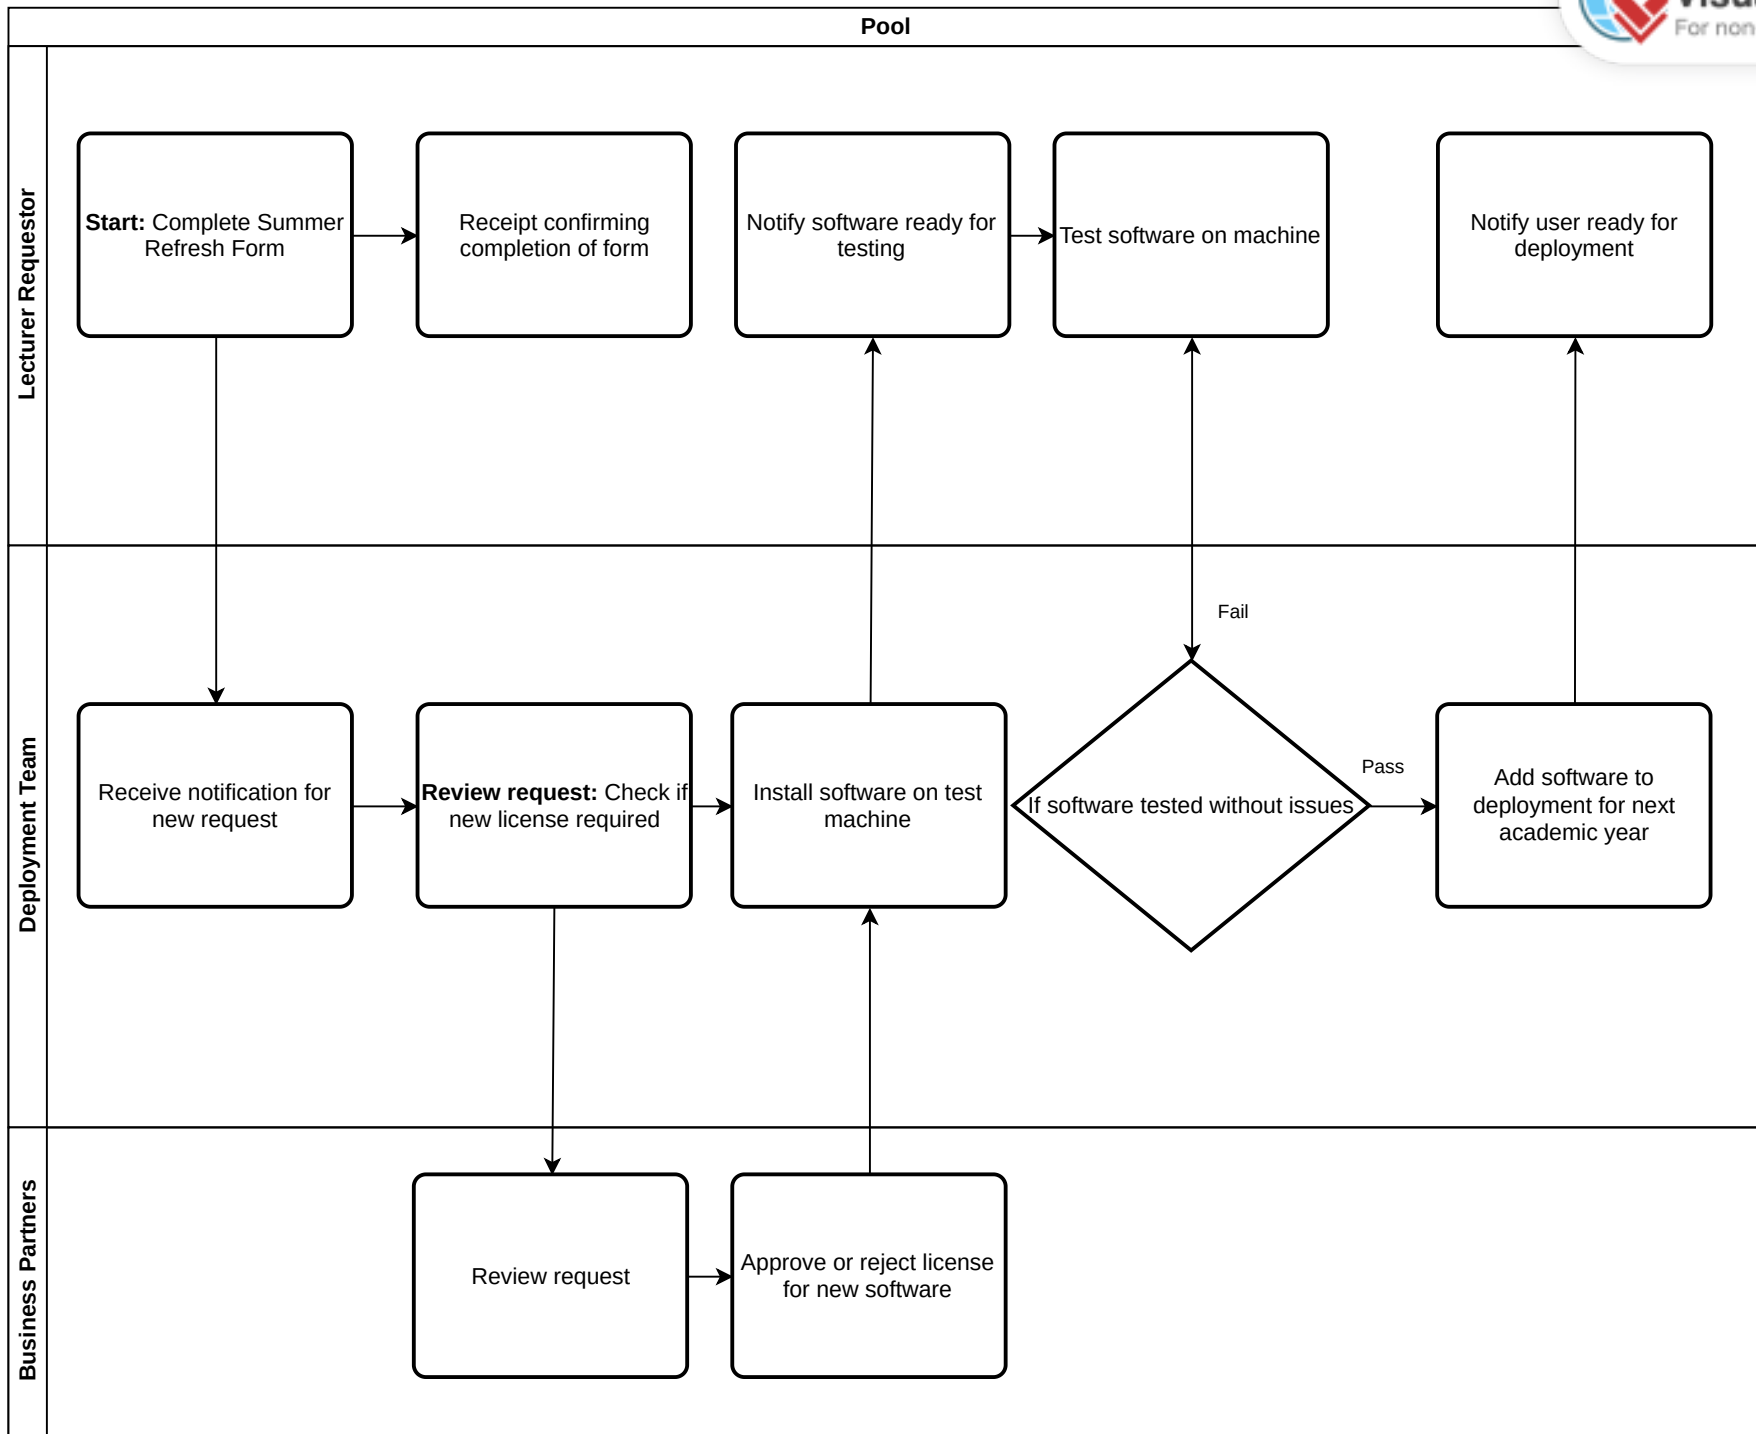 Pool
For non
Lecturer Requestor
Start: Complete Summer
Refresh Form
Receipt confirming
completion of form
Notify software ready for
testing
Test software on machine
Notify user ready for
deployment
Fail
Deployment Team
Receive notification for
new request
Review request: Check if
new license required
Install software on test
machine
If software tested without issues
Pass
Add software to
deployment for next
academic year
Business Partners
Review request
Approve or reject license
for new software